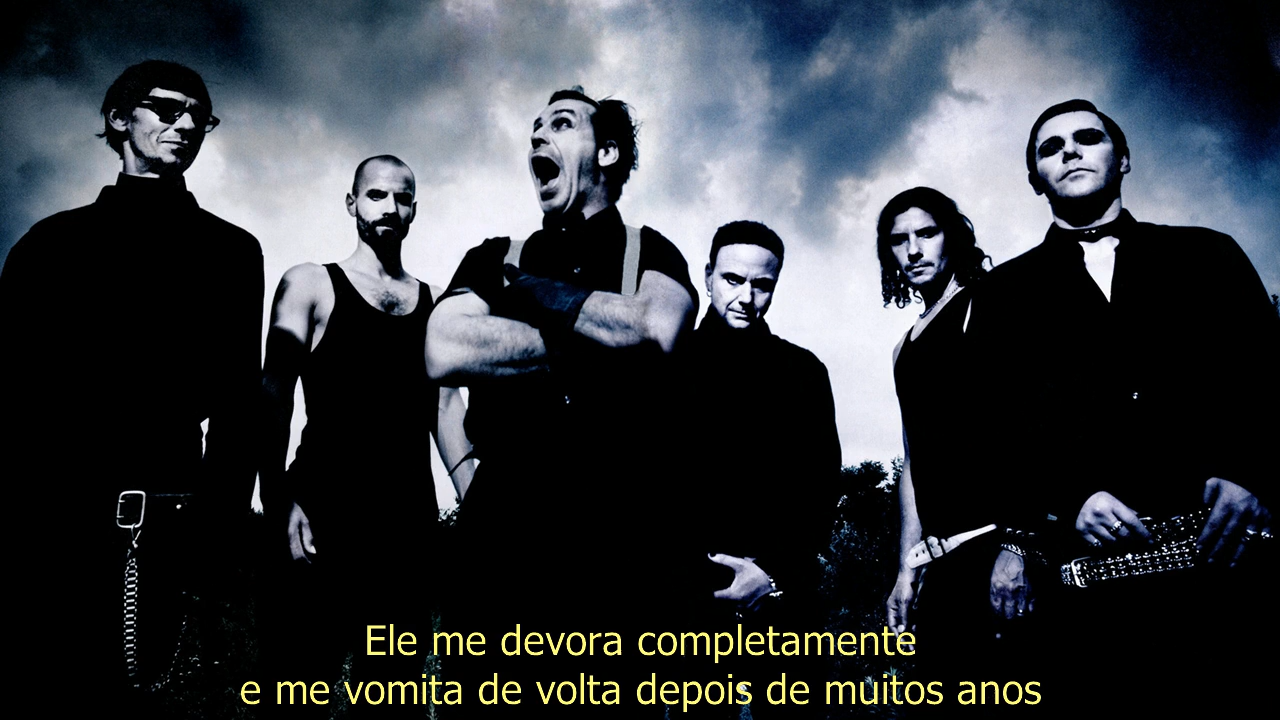 Ele me devora completamente
e me vomita de volta depois de muitos anos